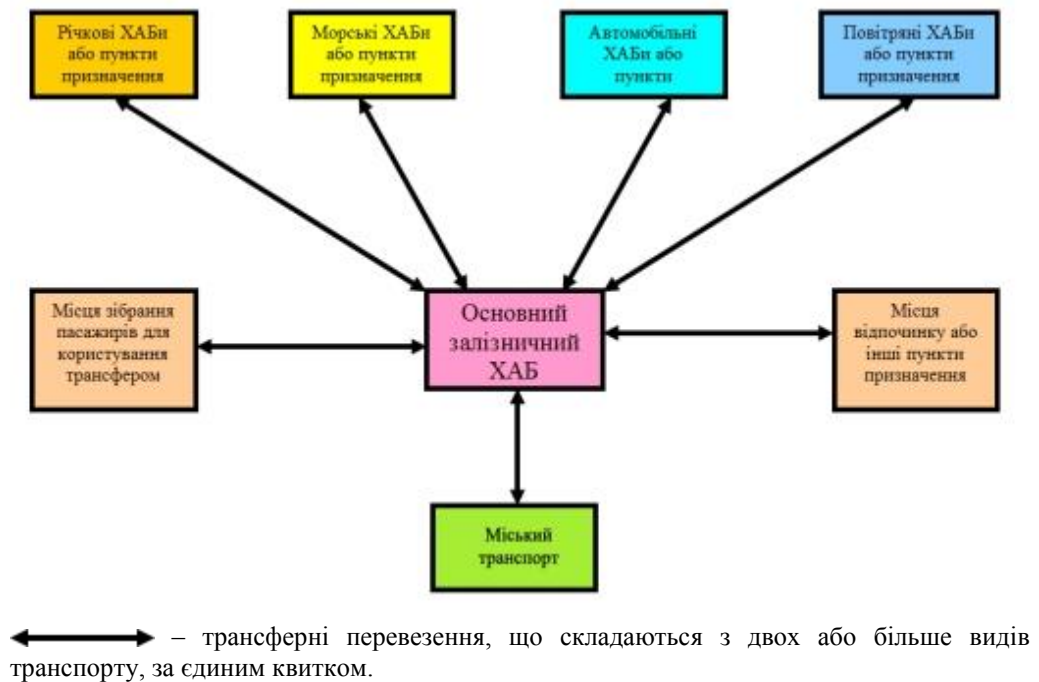 Річкові ХАБи
або пункти
призначення
Морські ХАБи
або пункти
призначення
Автомобільні
ХАБи або
пункти
Повітряні ХАБи
або пункти
призначення
Місця зібрання
пасажирів для
користування
трансфером
Основний
залізничний
ХАБ
Місця
відпочинку або
інші пункти
призначення
Міський
транспорт
– трансферні перевезення, що складаються з двох або більше видів
транспорту, за єдиним квитком.